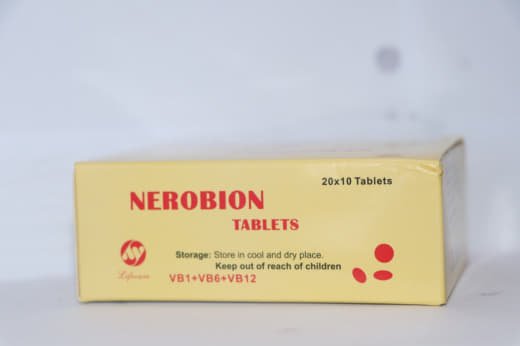 20x10 Tablets
NEROBION
TABLETS
Storage: Store in cool and dry place.
Keep out of reach of children
VB1+VB6+VB12